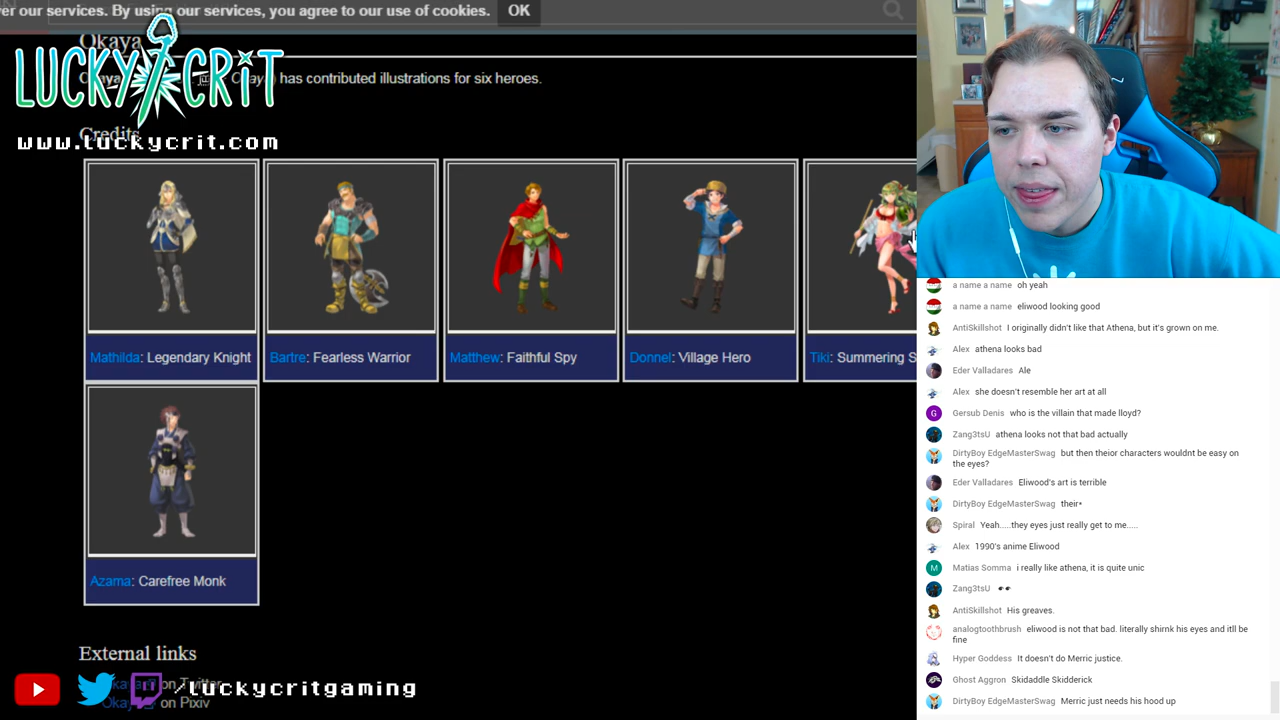 er our services. By using our services, you agree to our use of cookies. OK
Okaya
LUCKY CRIT
has contributed illustrations for six heroes.
Credits
www.luckycrit.com
Mathilda: Legendary Knight
Bartre: Fearless Warrior
Matthew: Faithful Spy
Donnel: Village Hero
Tiki: Summering S
Azama: Carefree Monk
External links
on Twitter
Okay on Pixiv
/luckycritgaming
a name a name oh yeah
a name a name eliwood looking good
AntiSkillshot I originally didn't like that Athena, but it's grown on me.
Alex athena looks bad
Eder Valladares Ale
Alex she doesn't resemble her art at all
G Gersub Denis who is the villain that made lloyd?
Zang3tsU athena looks not that bad actually
DirtyBoy EdgeMasterSwag but then theior characters wouldnt be easy on
the eyes?
Eder Valladares Eliwood's art is terrible
DirtyBoy EdgeMasterSwag their*
Spiral Yeah.....they eyes just really get to me.....
Alex 1990's anime Eliwood
M Matias Somma i really like athena, it is quite unic
Zang3tsU
AntiSkillshot His greaves.
analogtoothbrush eliwood is not that bad. literally shirnk his eyes and itll be
fine
Hyper Goddess It doesn't do Merric justice.
Ghost Aggron Skidaddle Skidderick
DirtyBoy EdgeMasterSwag Merric just needs his hood up